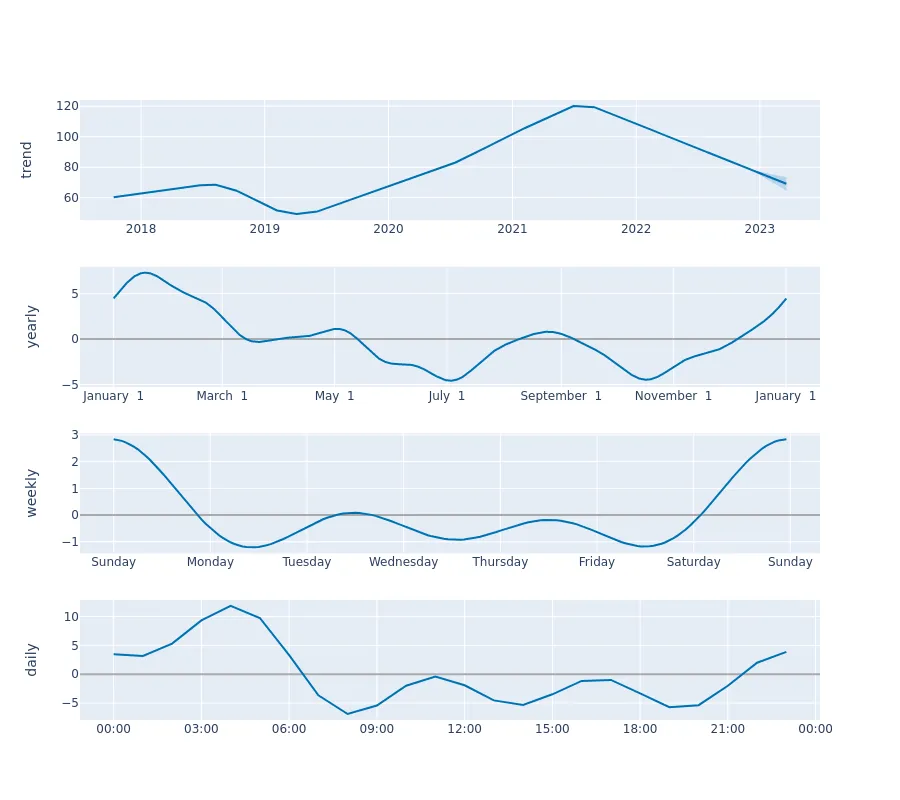 trend
120
100
80
60
2018 2019 2020 2021 2022 2023
yearly
5
0
−5
January 1 March 1 May 1 July 1 September 1 November 1 January 1
weekly
3
2
1
0
−1
Sunday Monday Tuesday Wednesday Thursday Friday Saturday Sunday
daily
10
5
0
−5
00:00 03:00 06:00 09:00 12:00 15:00 18:00 21:00 00:00